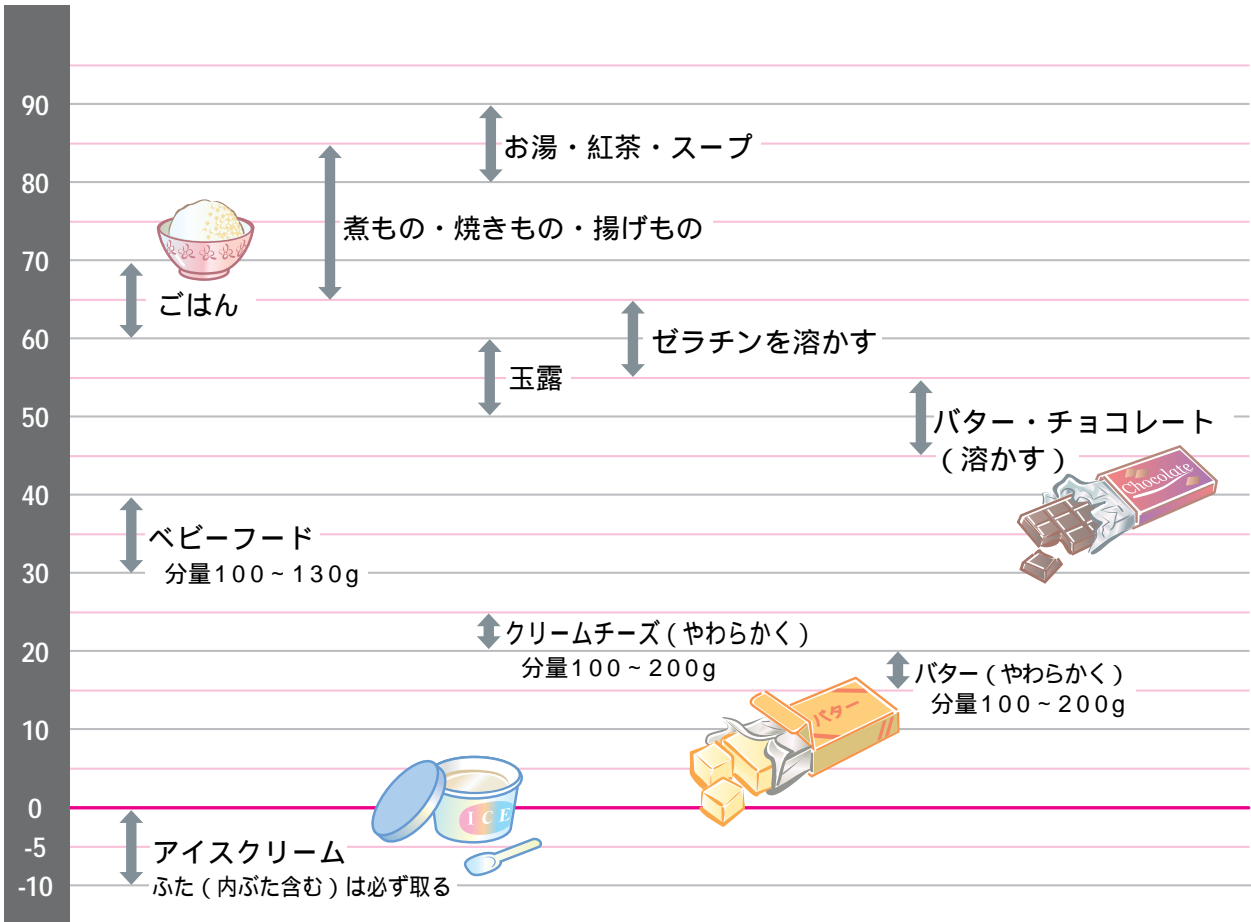 90
お湯・紅茶・スープ
80
煮もの・焼きもの・揚げもの
70
ごはん
60
ゼラチンを溶かす
玉露
50
バター・チョコレート
(溶かす)
40
Chocolate
ベビーフード
分量100~130g
30
クリームチーズ(やわらかく)
分量100~200g
20
バター(やわらかく)
分量100~200g
バター
10
0
ICE
-5
アイスクリーム
ふた(内ぶた含む)は必ず取る
-10